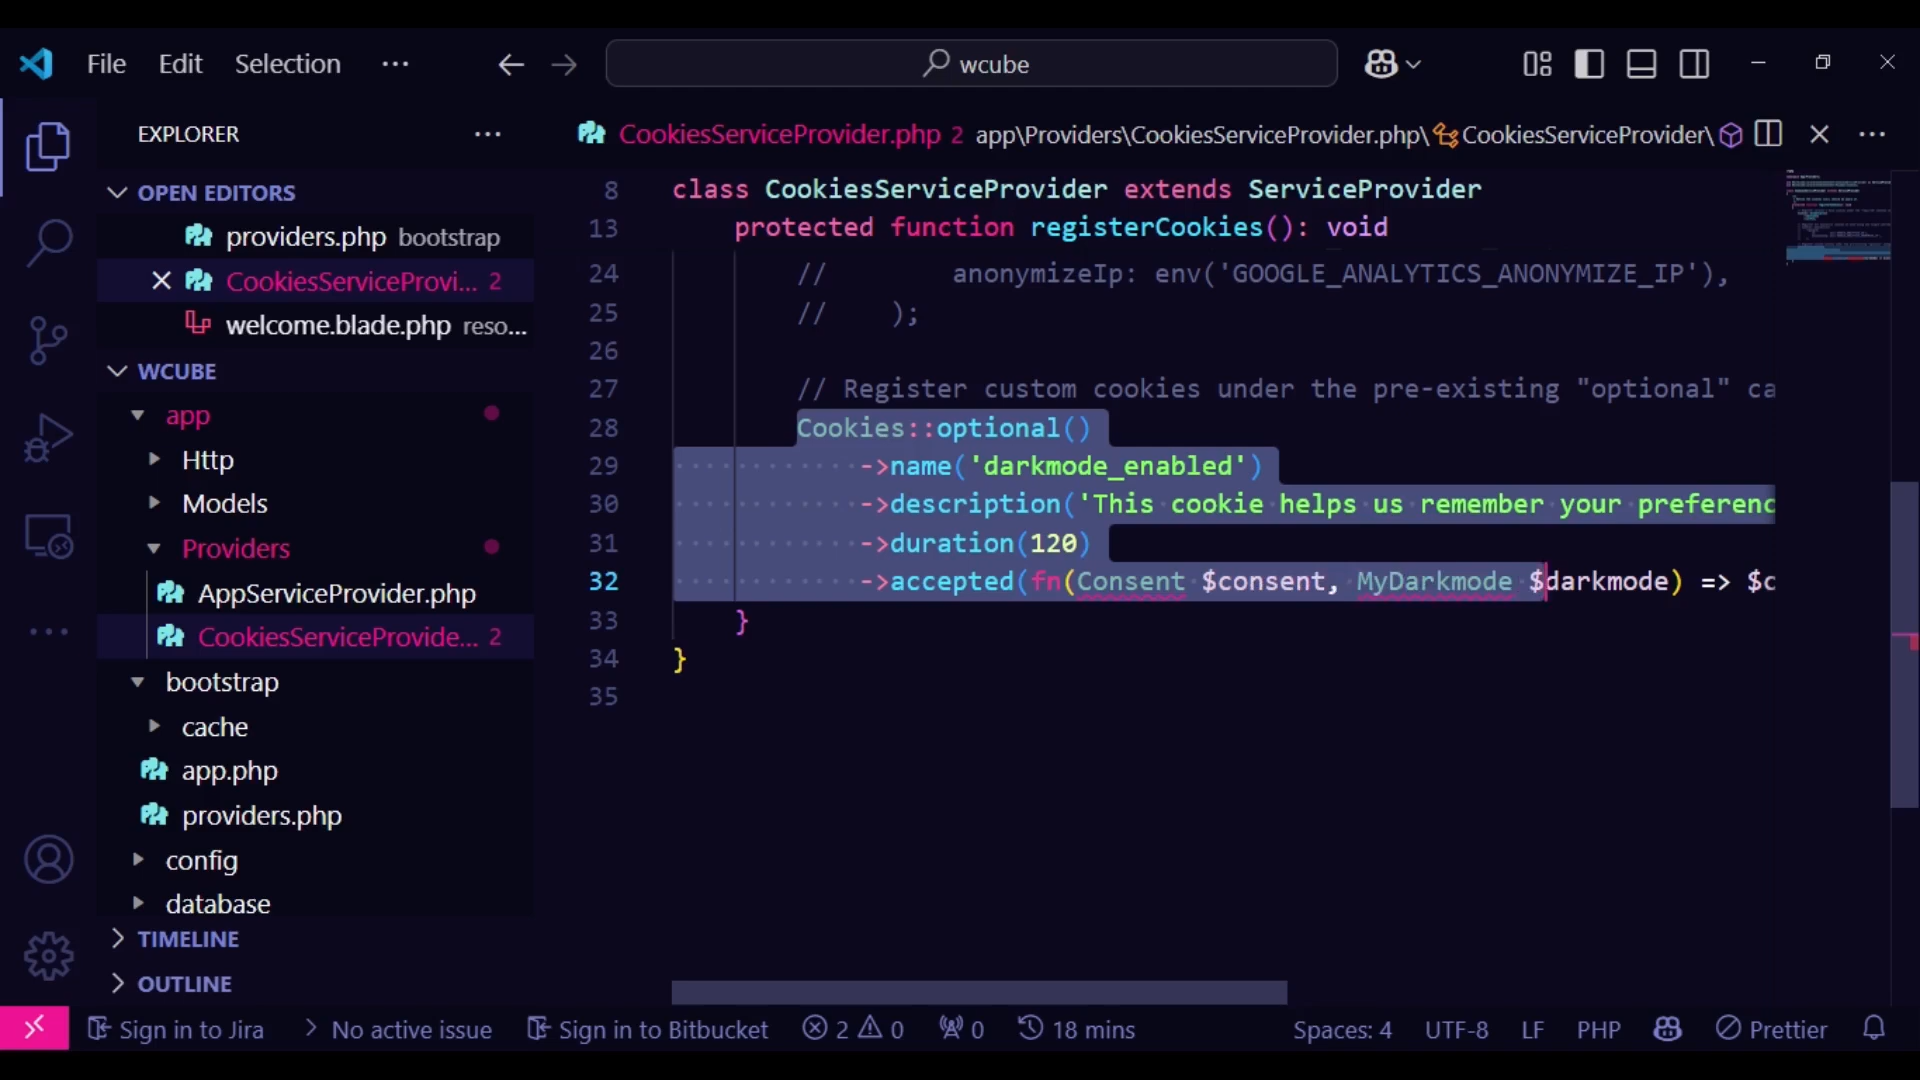 File Edit Selection ··· wcube
EXPLORER ···
OPEN EDITORS
providers.php bootstrap
CookiesServiceProvi... 2
welcome.blade.php reso...
WCUBE
app
Http
Models
Providers
AppServiceProvider.php
CookiesServiceProvide... 2
bootstrap
cache
app.php
providers.php
config
database
TIMELINE
OUTLINE
CookiesServiceProvider.php 2 app\Providers\CookiesServiceProvider.php\CookiesServiceProvider\ ···
8 class CookiesServiceProvider extends ServiceProvider
13 protected function registerCookies(): void
24 // anonymizeIp: env('GOOGLE_ANALYTICS_ANONYMIZE_IP'),
25 // );
26
27 // Register custom cookies under the pre-existing "optional" ca
28 Cookies::optional()
29 ->name('darkmode_enabled')
30 ->description('This cookie helps us remember your preferenc
31 ->duration(120)
32 ->accepted(fn(Consent $consent, MyDarkmode $darkmode) => $c
33 }
34 }
35
Sign in to Jira No active issue Sign in to Bitbucket 2 0 0 18 mins Spaces: 4 UTF-8 LF PHP Prettier